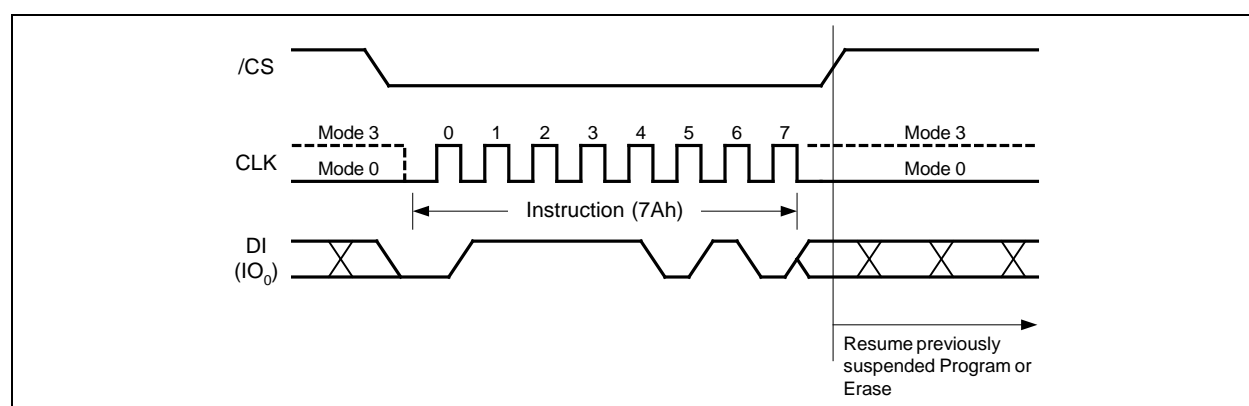 /CS
Mode 3 0 1 2 3 4 5 6 7 Mode 3
CLK
Mode 0 Mode 0
Instruction (7Ah)
DI
(IO0)
Resume previously
suspended Program or
Erase